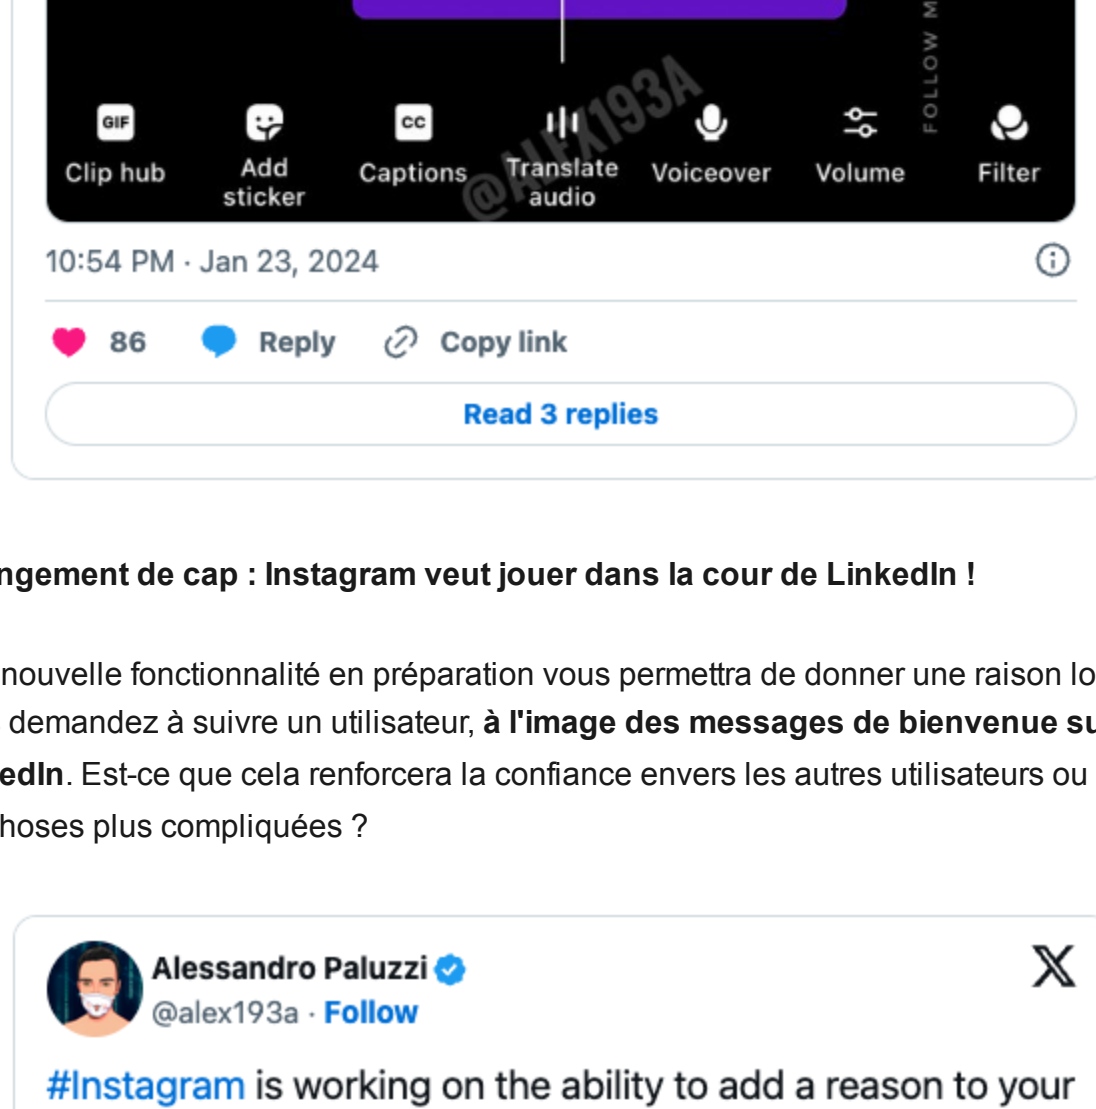 FOLLOW M
@ALEX193A
GIF
CC
Clip hub
Add
sticker
Captions
Translate
audio
Voiceover
Volume
Filter
10:54 PM · Jan 23, 2024
86 Reply Copy link
Read 3 replies
ngement de cap : Instagram veut jouer dans la cour de LinkedIn !
nouvelle fonctionnalité en préparation vous permettra de donner une raison lo
demandez à suivre un utilisateur, à l'image des messages de bienvenue su
edIn. Est-ce que cela renforcera la confiance envers les autres utilisateurs ou
hoses plus compliquées ?
Alessandro Paluzzi
@alex193a · Follow
#Instagram is working on the ability to add a reason to your